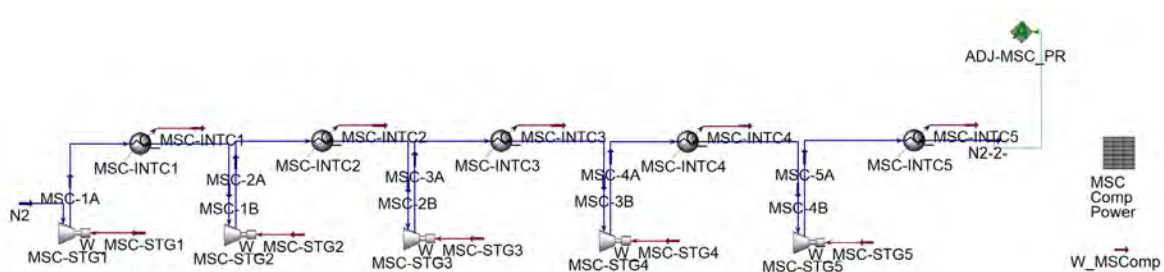 ADJ-MSC_PR
MSC-INTC1
MSC-INTC1
MSC-INTC2
MSC-INTC2
MSC-INTC3
MSC-INTC3
MSC-INTC4
MSC-INTC4
MSC-INTC5
MSC-INTC5
N2-2-
MSC-1A
MSC-2A
MSC-1B
MSC-3A
MSC-2B
MSC-4A
MSC-3B
MSC-5A
MSC-4B
MSC
Comp
Power
N2
W_MSC-STG1
MSC-STG1
W_MSC-STG2
MSC-STG2
W_MSC-STG3
MSC-STG3
W_MSC-STG4
MSC-STG4
W_MSC-STG5
MSC-STG5
W_MSComp